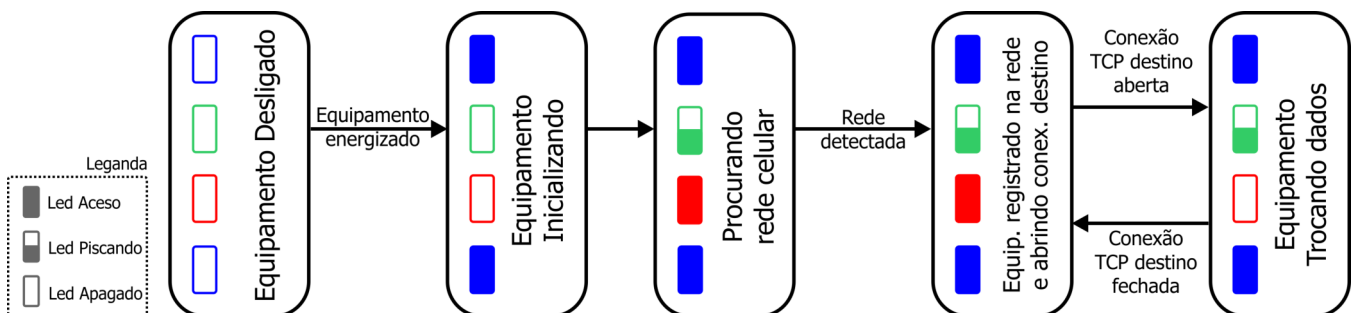 Leganda
Led Aceso
Led Piscando
Led Apagado
Equipamento Desligado
Equipamento
energizado
Equipamento
Inicializando
Procurando
rede celular
Rede
detectada
Equip. registrado na rede
e abrindo conex. destino
Conexão
TCP destino
aberta
Conexão
TCP destino
fechada
Equipamento
Trocando dados